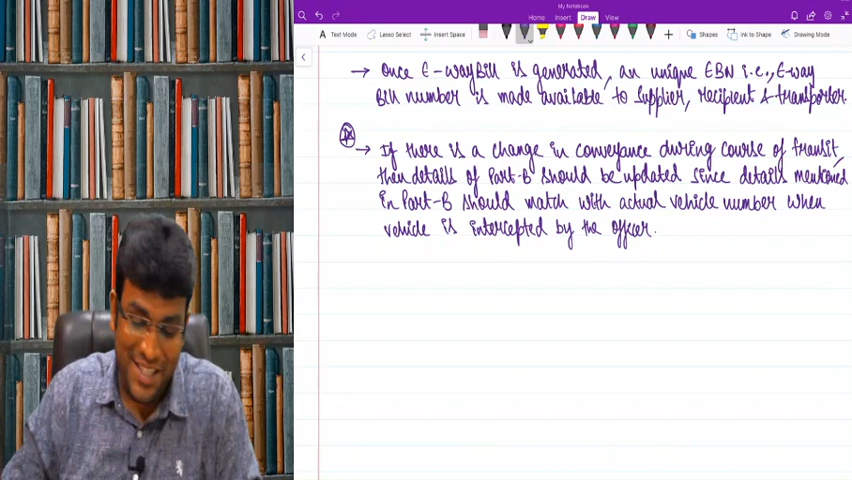 My Notebook
Home Insert Draw View
Text Mode Lasso Select Insert Space Shapes Ink to Shape Drawing Mode
→ Once E-way Bill is generated, an unique EBN i.e., E-way
Bill number is made available to supplier, recipient & transporter.
→ If there is a change in conveyance during course of transit,
then details of Part-B should be updated since details mentioned
in Part-B should match with actual vehicle number when
vehicle is intercepted by the officer.